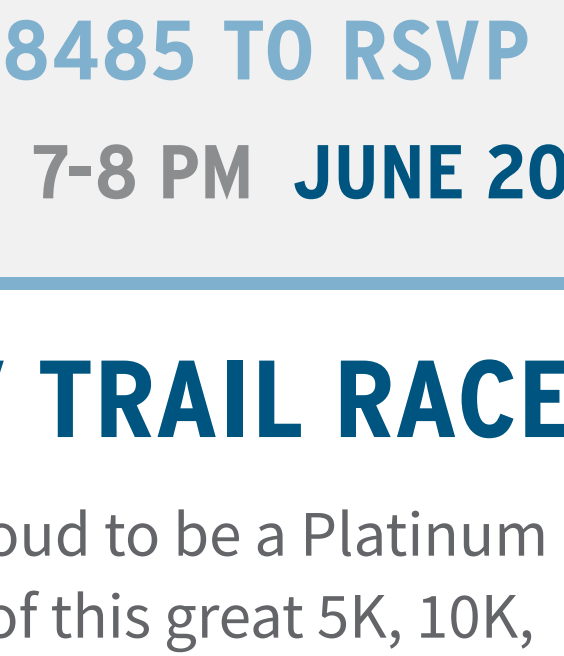 8485 TO RSVP
7-8 PM JUNE 20
TRAIL RACE
oud to be a Platinum
of this great 5K, 10K,